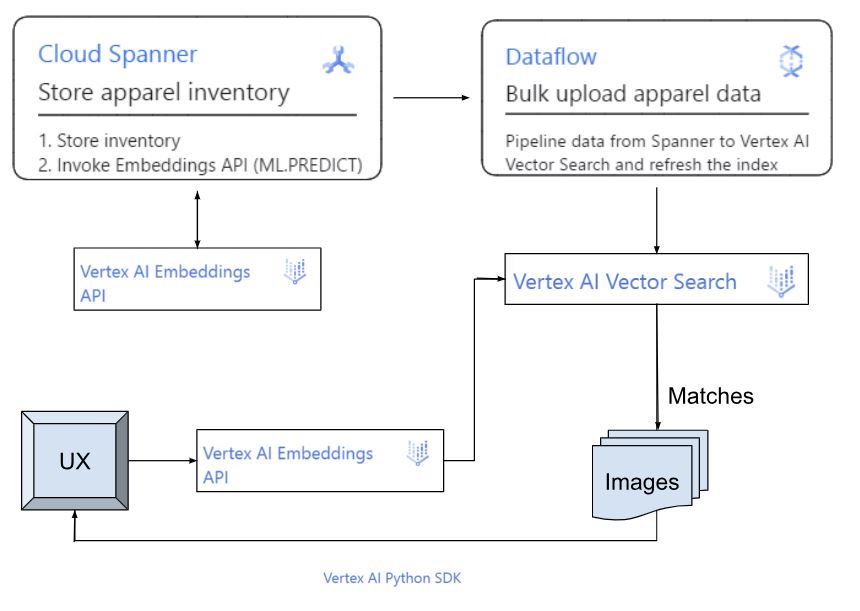 Cloud Spanner
Store apparel inventory
1. Store inventory
2. Invoke Embeddings API (ML.PREDICT)
Dataflow
Bulk upload apparel data
Pipeline data from Spanner to Vertex AI
Vector Search and refresh the index
Vertex AI Embeddings
API
Vertex AI Vector Search
Matches
UX
Vertex AI Embeddings
API
Images
Vertex AI Python SDK